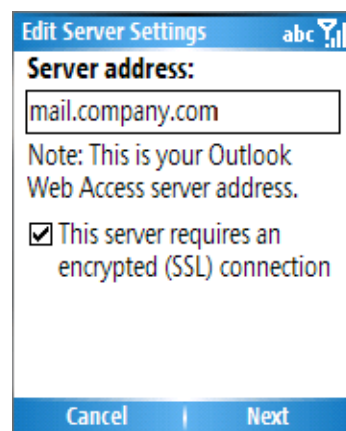 Edit Server Settings abc
Server address:
mail.company.com
Note: This is your Outlook
Web Access server address.
This server requires an
encrypted (SSL) connection
Cancel Next